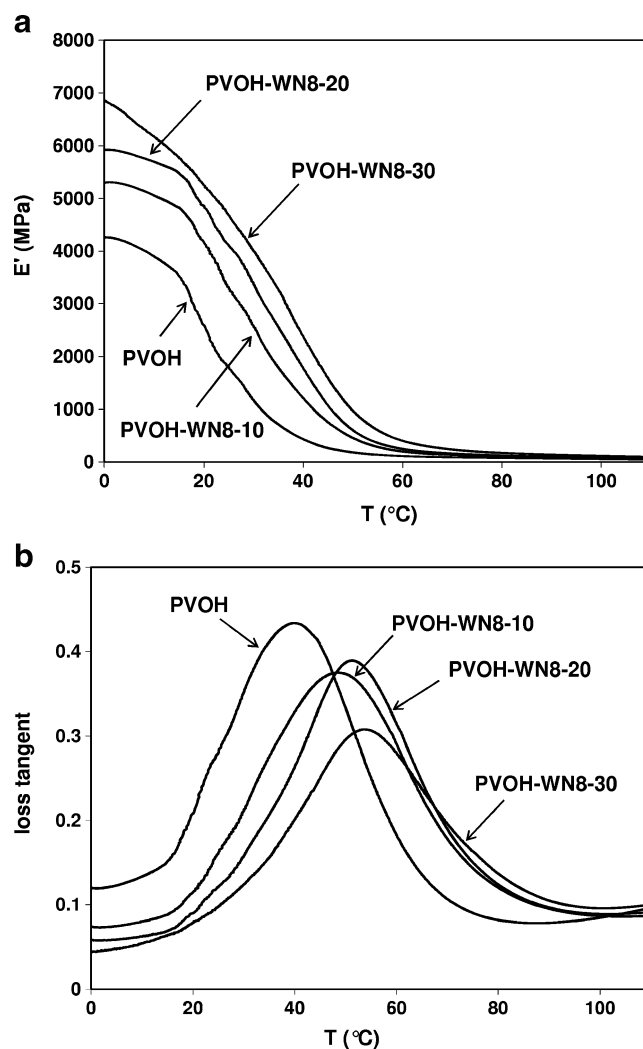 a
8000
7000
6000
5000
4000
3000
2000
1000
0
E' (MPa)
PVOH-WN8-20
PVOH-WN8-30
PVOH
PVOH-WN8-10
0 20 40 60 80 100
T (°C)
b
0.5
0.4
0.3
0.2
0.1
0
loss tangent
PVOH
PVOH-WN8-10
PVOH-WN8-20
PVOH-WN8-30
0 20 40 60 80 100
T (°C)